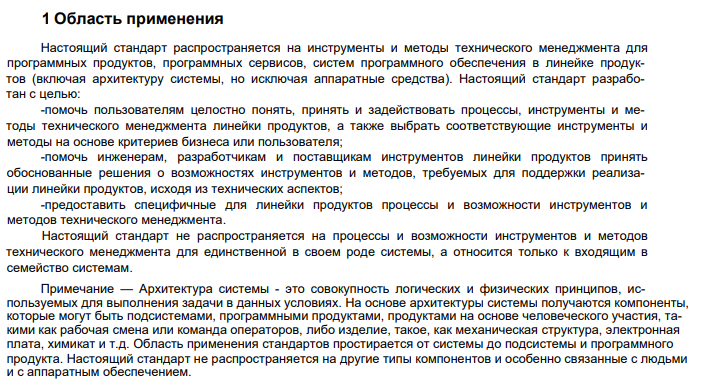 1 Область применения
Настоящий стандарт распространяется на инструменты и методы технического менеджмента для
программных продуктов, программных сервисов, систем программного обеспечения в линейке продук-
тов (включая архитектуру системы, но исключая аппаратные средства). Настоящий стандарт разрабо-
тан с целью:
-помочь пользователям целостно понять, принять и задействовать процессы, инструменты и ме-
тоды технического менеджмента линейки продуктов, а также выбрать соответствующие инструменты и
методы на основе критериев бизнеса или пользователя;
-помочь инженерам, разработчикам и поставщикам инструментов линейки продуктов принять
обоснованные решения о возможностях инструментов и методов, требуемых для поддержки реализа-
ции линейки продуктов, исходя из технических аспектов;
-предоставить специфичные для линейки продуктов процессы и возможности инструментов и
методов технического менеджмента.
Настоящий стандарт не распространяется на процессы и возможности инструментов и методов
технического менеджмента для единственной в своем роде системы, а относится только к входящим в
семейство системам.
Примечание — Архитектура системы - это совокупность логических и физических принципов, ис-
пользуемых для выполнения задачи в данных условиях. На основе архитектуры системы получаются компоненты,
которые могут быть подсистемами, программными продуктами, продуктами на основе человеческого участия, та-
кими как рабочая смена или команда операторов, либо изделие, такое, как механическая структура, электронная
плата, химикат и т.д. Область применения стандартов простирается от системы до подсистемы и программного
продукта. Настоящий стандарт не распространяется на другие типы компонентов и особенно связанные с людьми
и с аппаратным обеспечением.